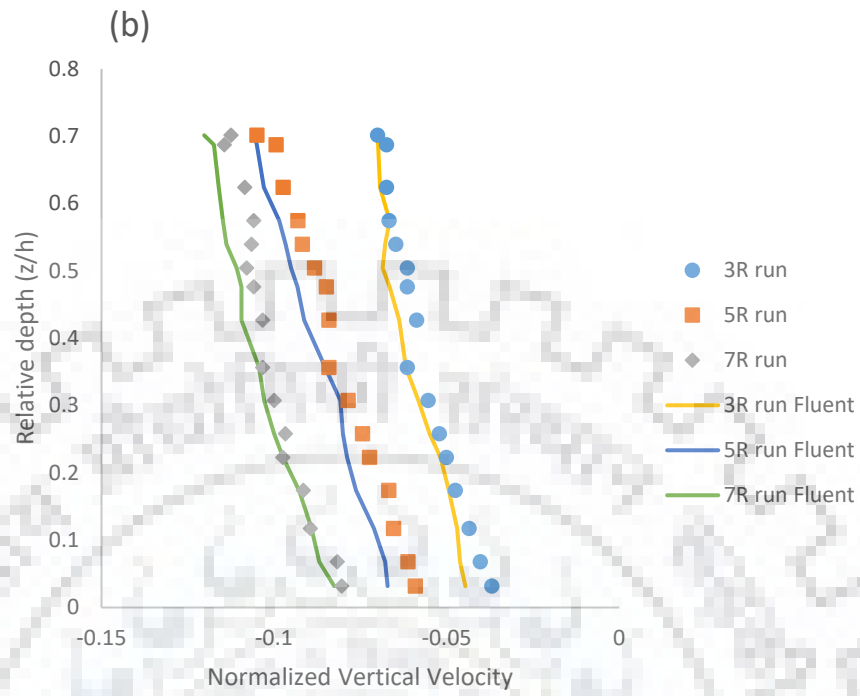 (b)
0.8
0.7
0.6
0.5
0.4
0.3
0.2
0.1
0
Relative depth (z/h)
-0.15 -0.1 -0.05 0
Normalized Vertical Velocity
3R run
5R run
7R run
3R run Fluent
5R run Fluent
7R run Fluent